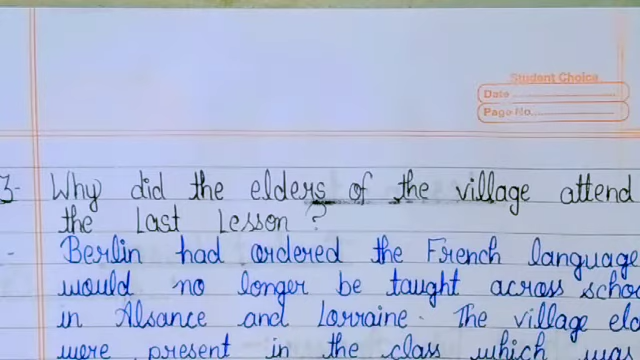 Student Choice
Date
Page No.
3- Why did the elders of the village attend
the Last Lesson ?
- Berlin had ordered the French language
would no longer be taught across
in Alsance and Lorraine. The village
were present in the class which was